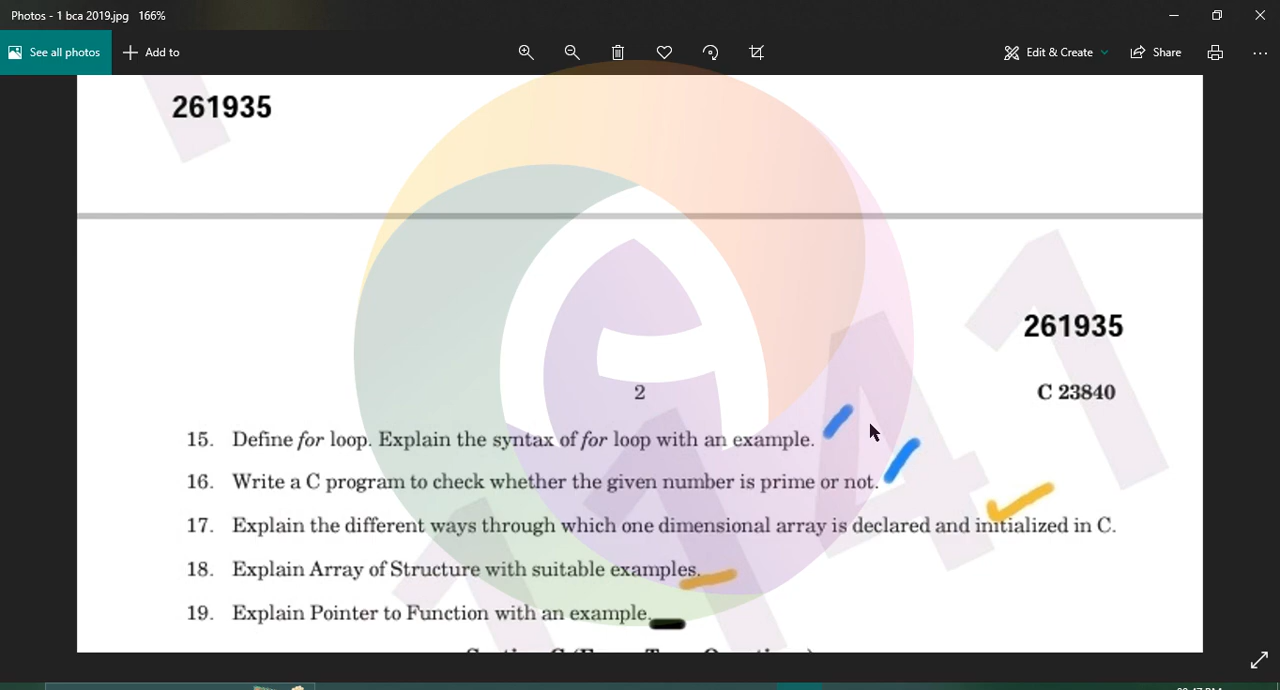 Photos - 1 bca 2019.jpg 166%
See all photos
Add to
Edit & Create
Share
261935
261935
2
C 23840
15. Define for loop. Explain the syntax of for loop with an example.
16. Write a C program to check whether the given number is prime or not.
17. Explain the different ways through which one dimensional array is declared and initialized in C.
18. Explain Array of Structure with suitable examples.
19. Explain Pointer to Function with an example.